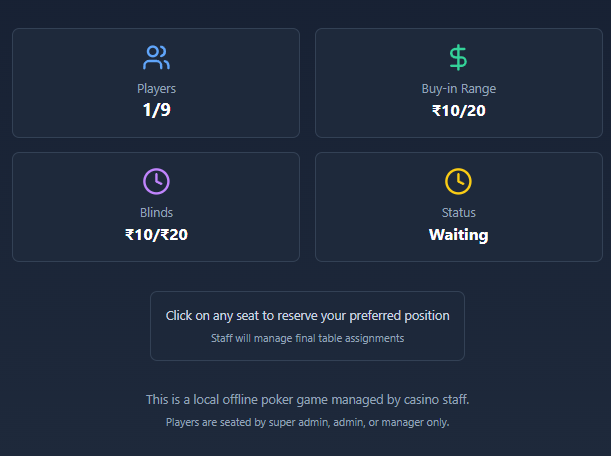 Players
1/9
Buy-in Range
₹10/20
Blinds
₹10/₹20
Status
Waiting
Click on any seat to reserve your preferred position
Staff will manage final table assignments
This is a local offline poker game managed by casino staff.
Players are seated by super admin, admin, or manager only.